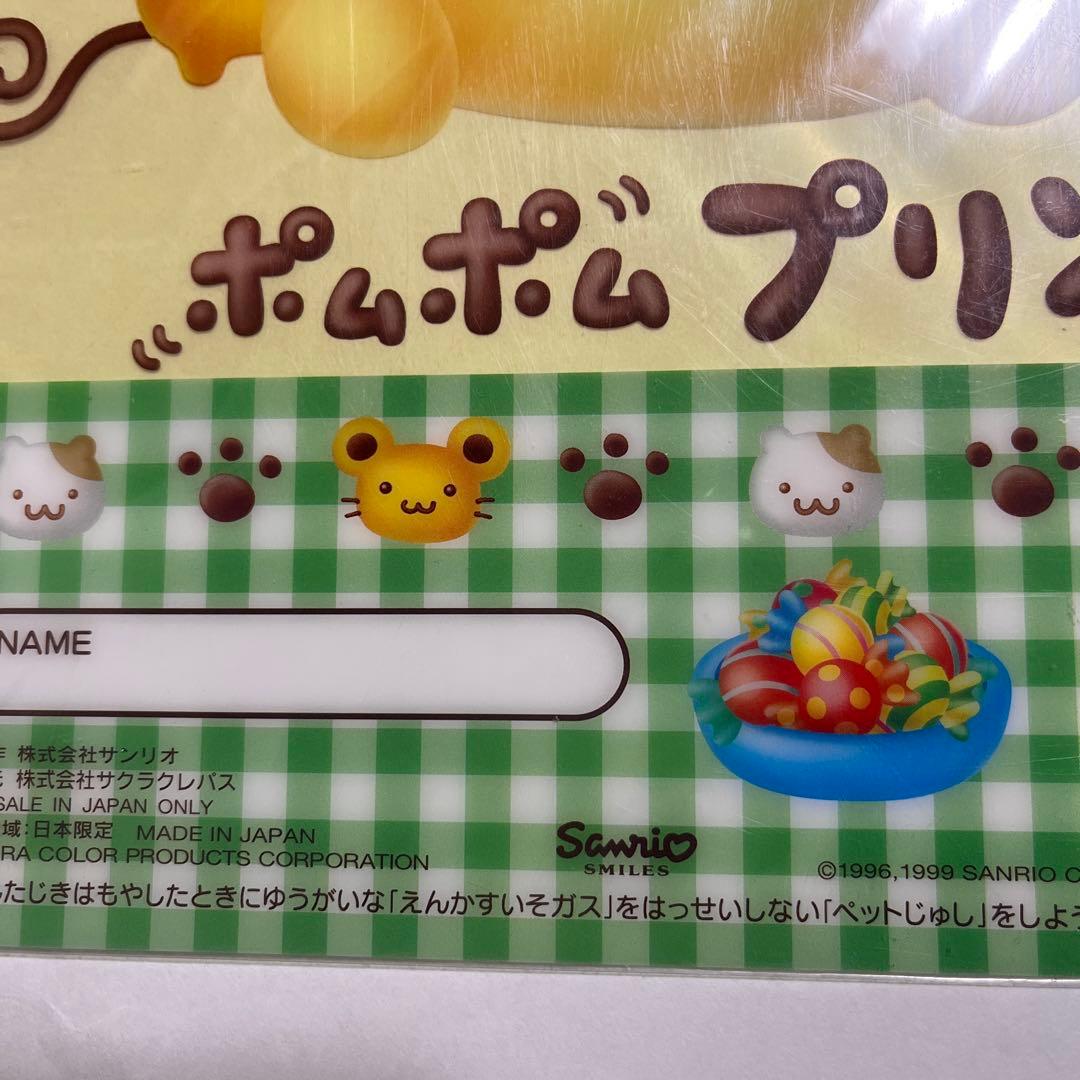 ポムポムプリン
NAME
株式会社サンリオ
株式会社サクラクレパス
SALE IN JAPAN ONLY
域:日本限定 MADE IN JAPAN
RA COLOR PRODUCTS CORPORATION
Sanrio
SMILES
©1996,1999 SANRIO C
したじきはもやしたときにゆうがいな「えんかすいそガス」をはっせいしない「ペットじゅし」をしよう